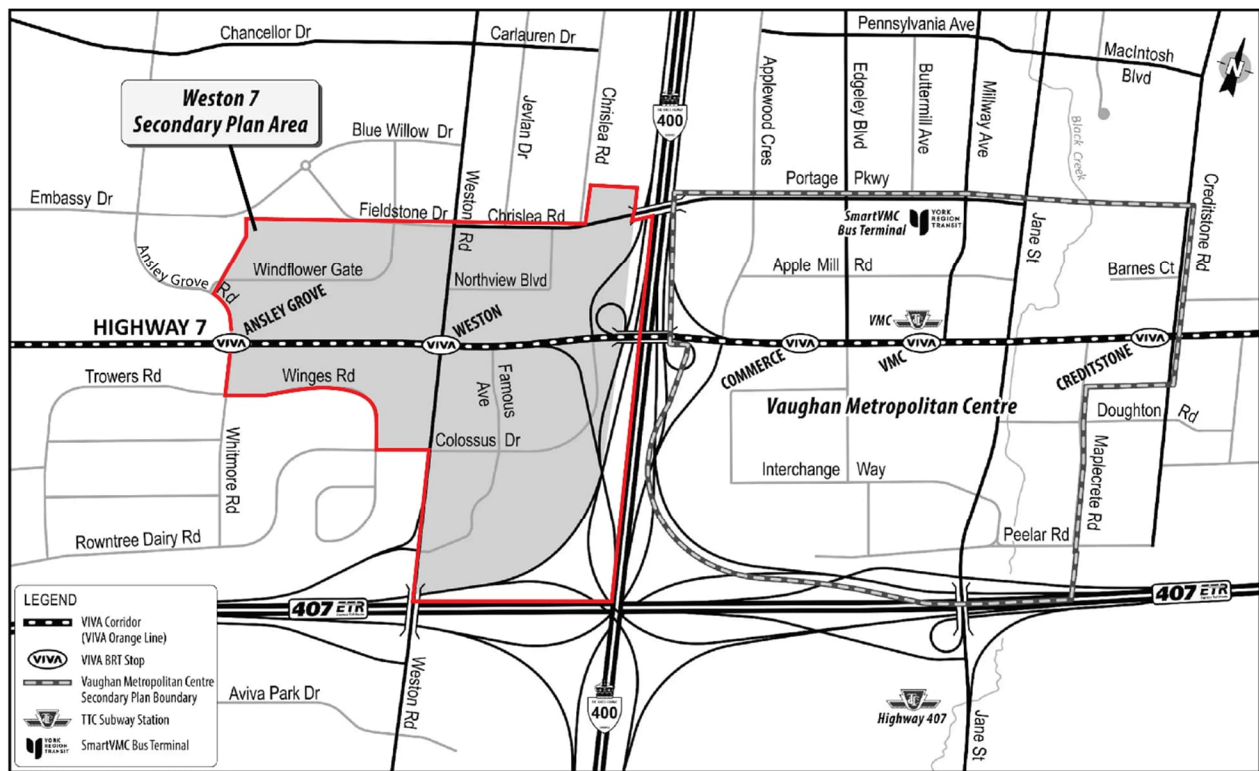 Chancellor Dr
Carlauren Dr
Pennsylvania Ave
MacIntosh
Blvd
N
Weston 7
Secondary Plan Area
Jevlan Dr
Chrislea Rd
400
Applewood Cres
Edgeley Blvd
Buttermill Ave
Millway Ave
Black Creek
Blue Willow Dr
Embassy Dr
Fieldstone Dr
Weston Rd
Chrislea Rd
Portage Pkwy
SmartVMC
Bus Terminal
YORK
REGION
TRANSIT
Jane St
Creditstone Rd
Ansley Grove Rd
Windflower Gate
Northview Blvd
Apple Mill Rd
Barnes Ct
HIGHWAY 7
ANSLEY GROVE
WESTON
VMC
VIVA
VIVA
VIVA
VIVA
VIVA
COMMERCE
VMC
CREDITSTONE
Trowers Rd
Winges Rd
Famous Ave
Vaughan Metropolitan Centre
Doughton Rd
Whitmore Rd
Colossus Dr
Interchange Way
Maplecrete Rd
Rowntree Dairy Rd
Peelar Rd
407 ETR
407 ETR
Weston Rd
Aviva Park Dr
400
TTC
Highway 407
Jane St
LEGEND
VIVA Corridor
(VIVA Orange Line)
VIVA
VIVA BRT Stop
Vaughan Metropolitan Centre
Secondary Plan Boundary
TTC Subway Station
YORK
REGION
TRANSIT
SmartVMC Bus Terminal